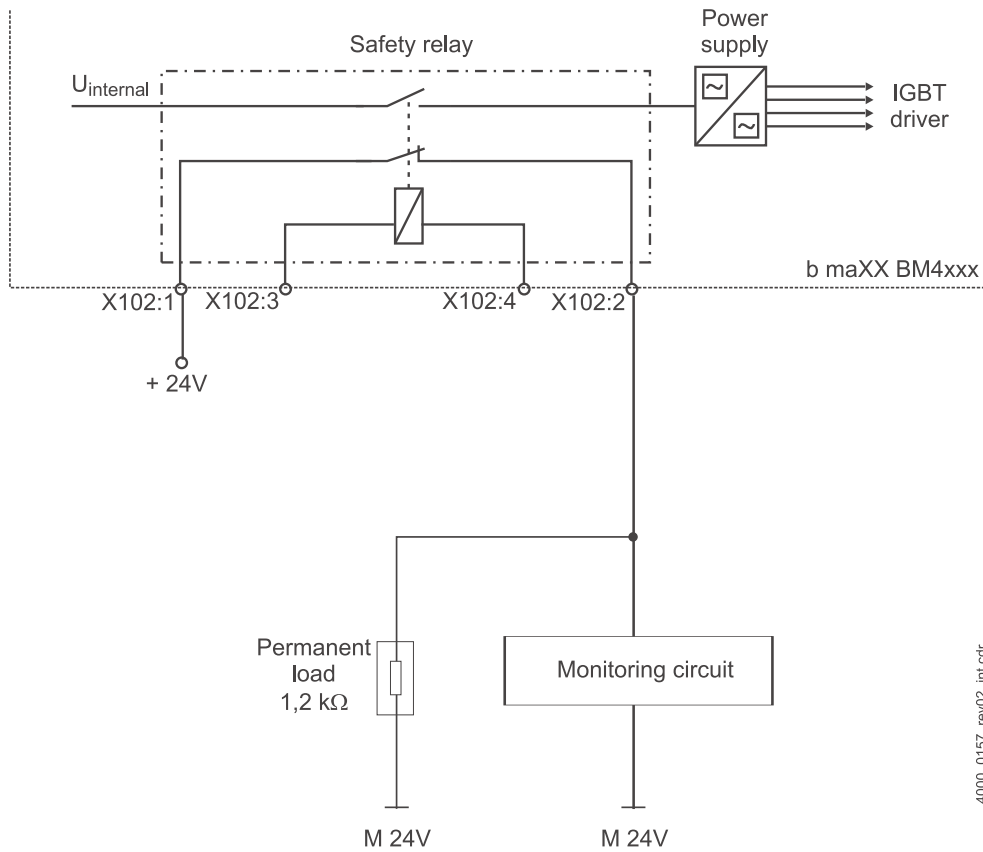 Power
supply
Safety relay
Uinternal
IGBT
driver
b maXX BM4xxx
X102:1 X102:3 X102:4 X102:2
+ 24V
Permanent
load
1,2 kΩ
Monitoring circuit
M 24V M 24V
4000_0157_rev02_int.cdr